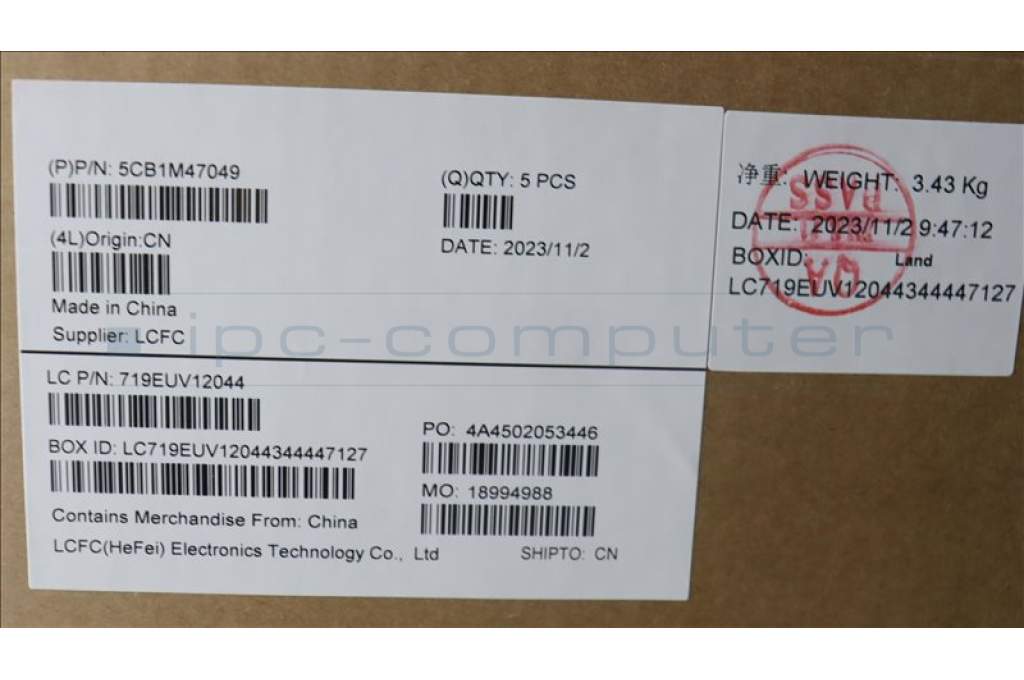 (P)P/N: 5CB1M47049
(Q)QTY: 5 PCS
(4L)Origin:CN
DATE: 2023/11/2
Made in China
Supplier: LCFC
LC P/N: 719EUV12044
PO: 4A4502053446
BOX ID: LC719EUV12044344447127
MO: 18994988
Contains Merchandise From: China
LCFC(HeFei) Electronics Technology Co., Ltd
SHIPTO: CN
净重: WEIGHT: 3.43 Kg
DATE: 2023/11/2 9:47:12
BOXID: Land
LC719EUV12044344447127
PASS
QA
ipc-computer